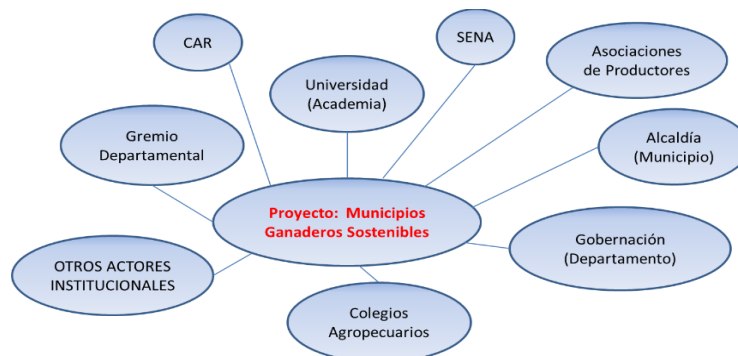 CAR
SENA
Universidad
(Academia)
Asociaciones
de Productores
Gremio
Departamental
Alcaldía
(Municipio)
Proyecto: Municipios
Ganaderos Sostenibles
Gobernación
(Departamento)
OTROS ACTORES
INSTITUCIONALES
Colegios
Agropecuarios